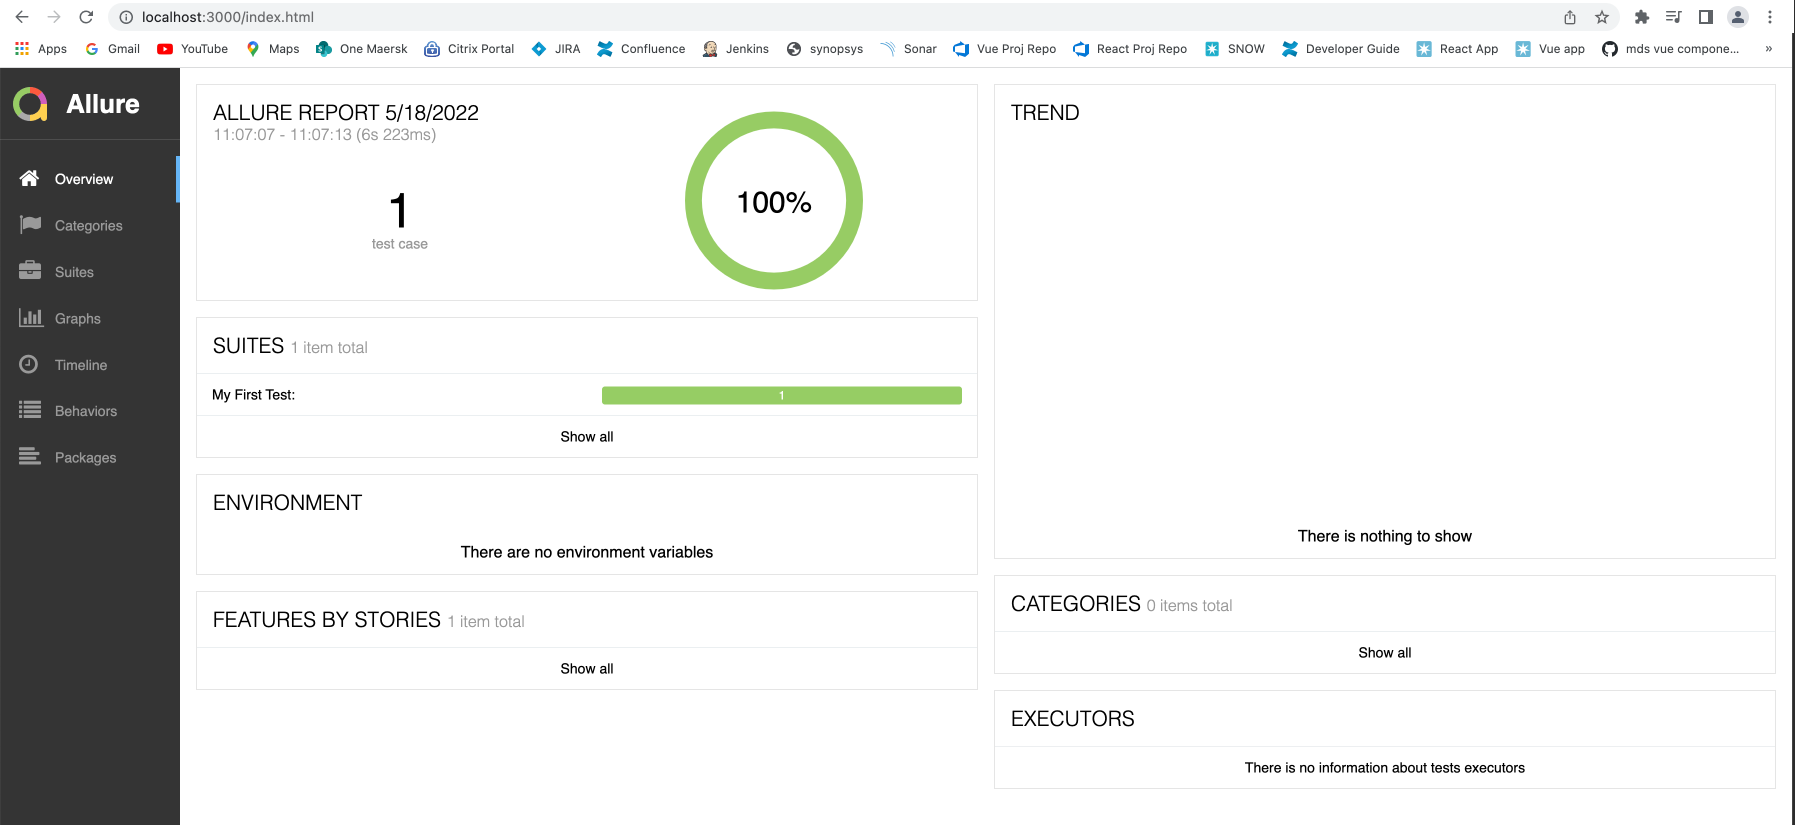 localhost:3000/index.html
Apps Gmail YouTube Maps One Maersk Citrix Portal JIRA Confluence Jenkins synopsys Sonar Vue Proj Repo React Proj Repo SNOW Developer Guide React App Vue app mds vue compone... »
Allure
Overview
Categories
Suites
Graphs
Timeline
Behaviors
Packages
ALLURE REPORT 5/18/2022
11:07:07 - 11:07:13 (6s 223ms)
1
test case
100%
SUITES 1 item total
My First Test: 1
Show all
ENVIRONMENT
There are no environment variables
FEATURES BY STORIES 1 item total
Show all
TREND
There is nothing to show
CATEGORIES 0 items total
Show all
EXECUTORS
There is no information about tests executors